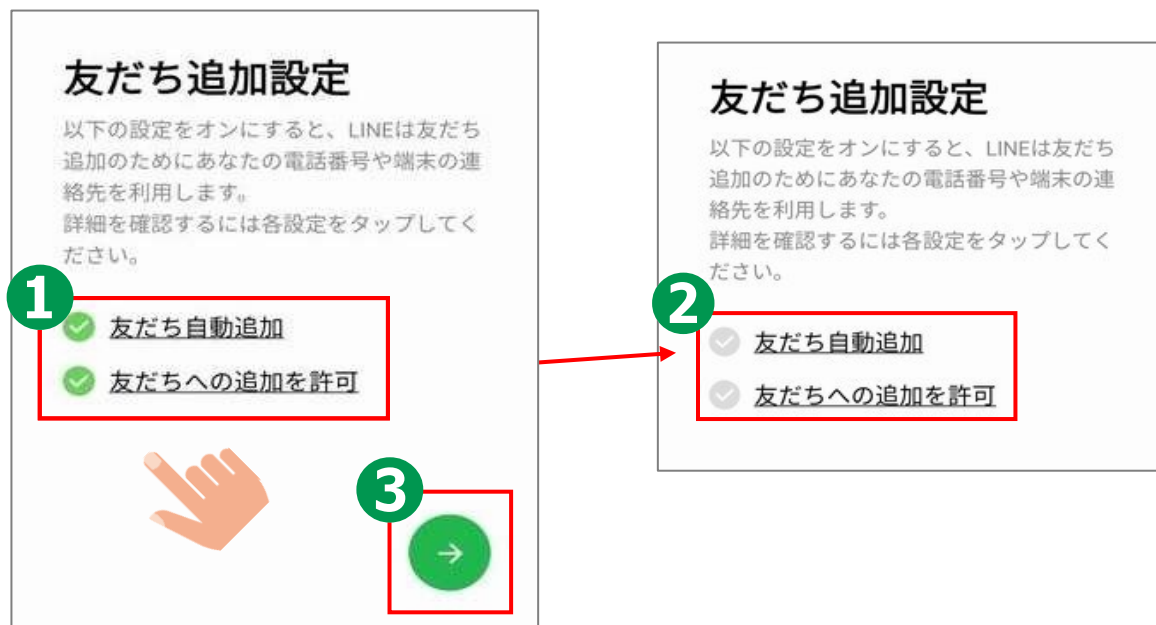 友だち追加設定
以下の設定をオンにすると、LINEは友だち
追加のためにあなたの電話番号や端末の連
絡先を利用します。
詳細を確認するには各設定をタップしてく
ださい。
1
友だち自動追加
友だちへの追加を許可
3
友だち追加設定
以下の設定をオンにすると、LINEは友だち
追加のためにあなたの電話番号や端末の連
絡先を利用します。
詳細を確認するには各設定をタップしてく
ださい。
2
友だち自動追加
友だちへの追加を許可